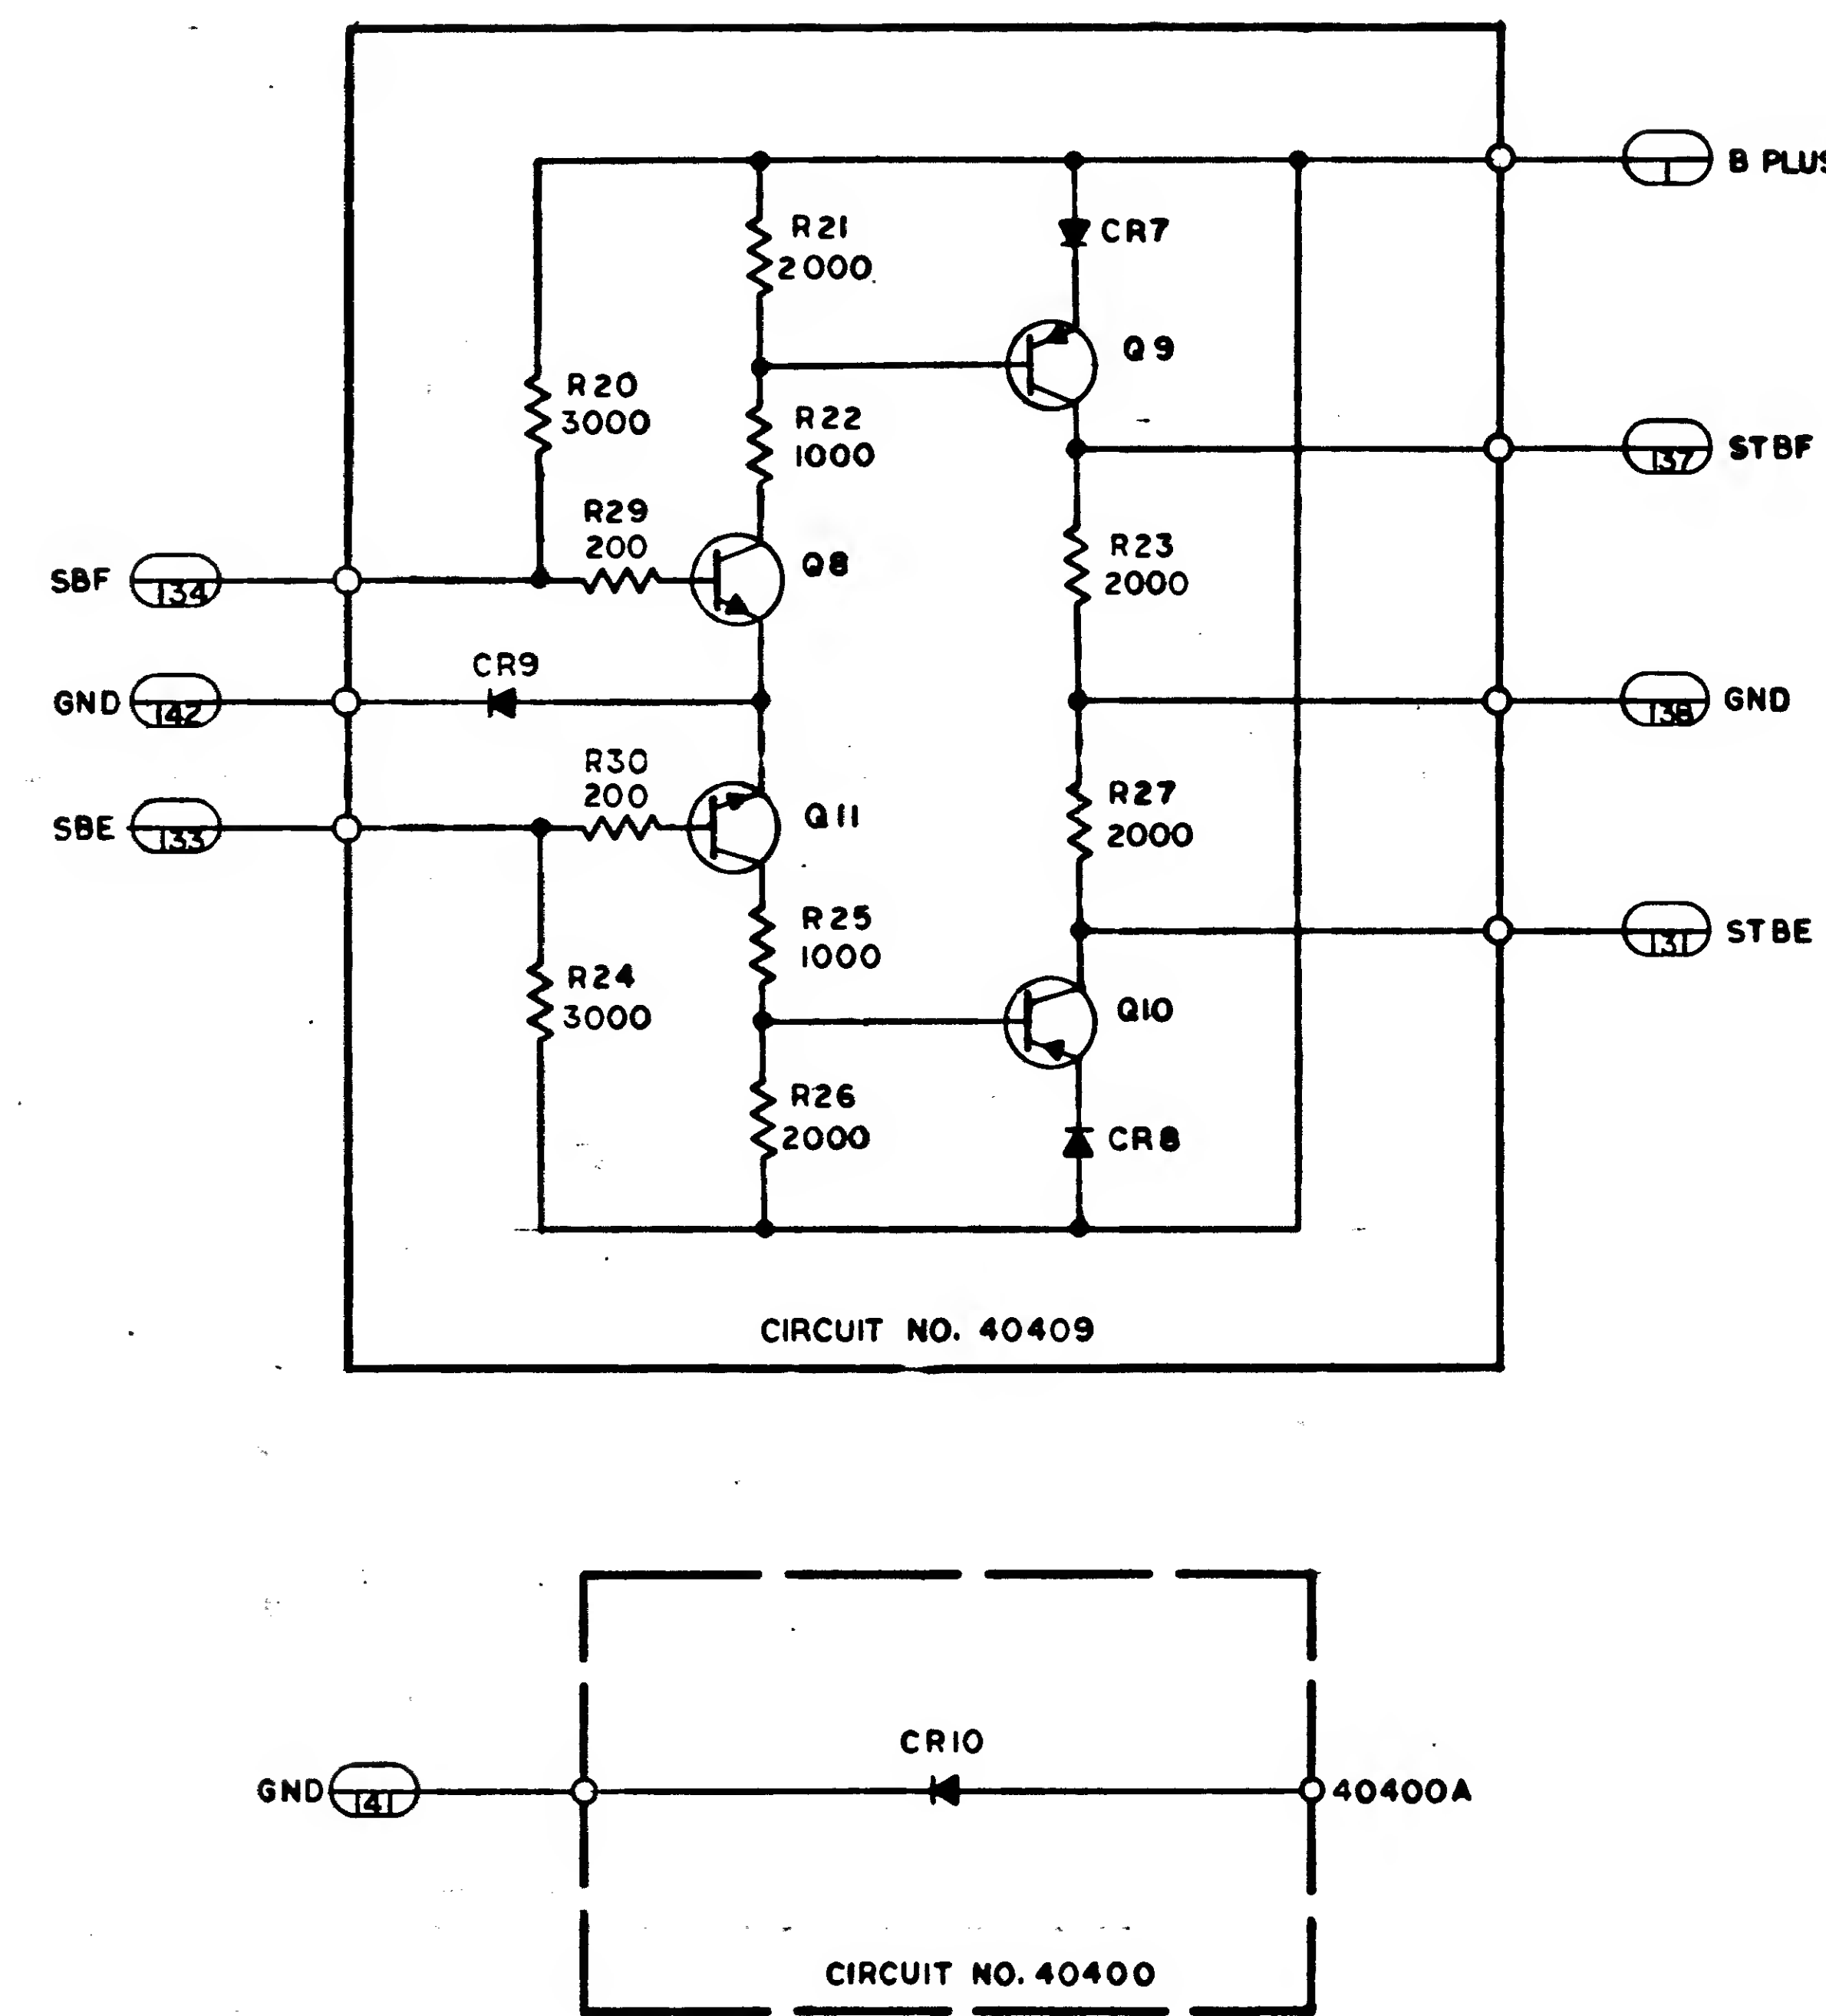 B PLUS
1
R21
2000
CR7
Q9
R20
3000
R22
1000
STBF
137
R29
200
Q8
R23
2000
SBF
134
CR9
GND
142
GND
138
R30
200
R27
2000
SBE
133
Q11
R25
1000
STBE
131
R24
3000
Q10
R26
2000
CR8
CIRCUIT NO. 40409
CR10
GND
141
40400A
CIRCUIT NO. 40400